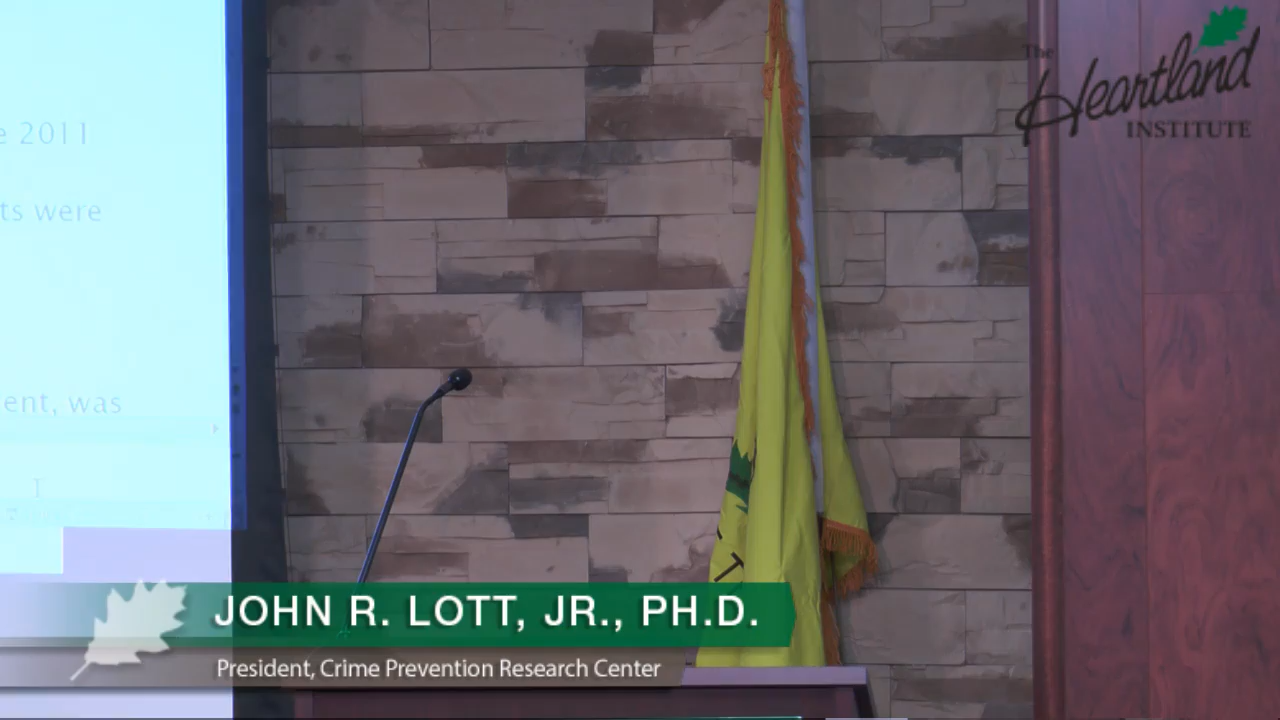 e 2011
ts were
ent, was
The
Heartland
INSTITUTE
T
JOHN R. LOTT, JR., PH.D.
President, Crime Prevention Research Center